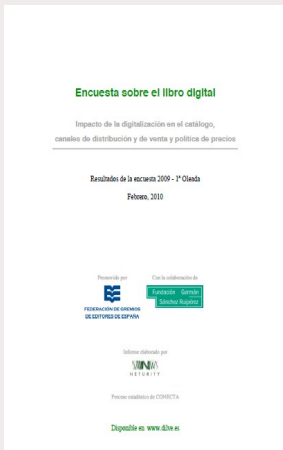 Encuesta sobre el libro digital
Impacto de la digitalización en el catálogo,
canales de distribución y de venta y política de precios
Resultados de la encuesta 2009 - 1ª Oleada
Febrero, 2010
Promovido por
Con la colaboración de
FEDERACIÓN DE GREMIOS
DE EDITORES DE ESPAÑA
Fundación Germán
Sánchez Ruipérez
Informe elaborado por
NETURITY
Proceso estadístico de CONECTA
Disponible en www.dilve.es